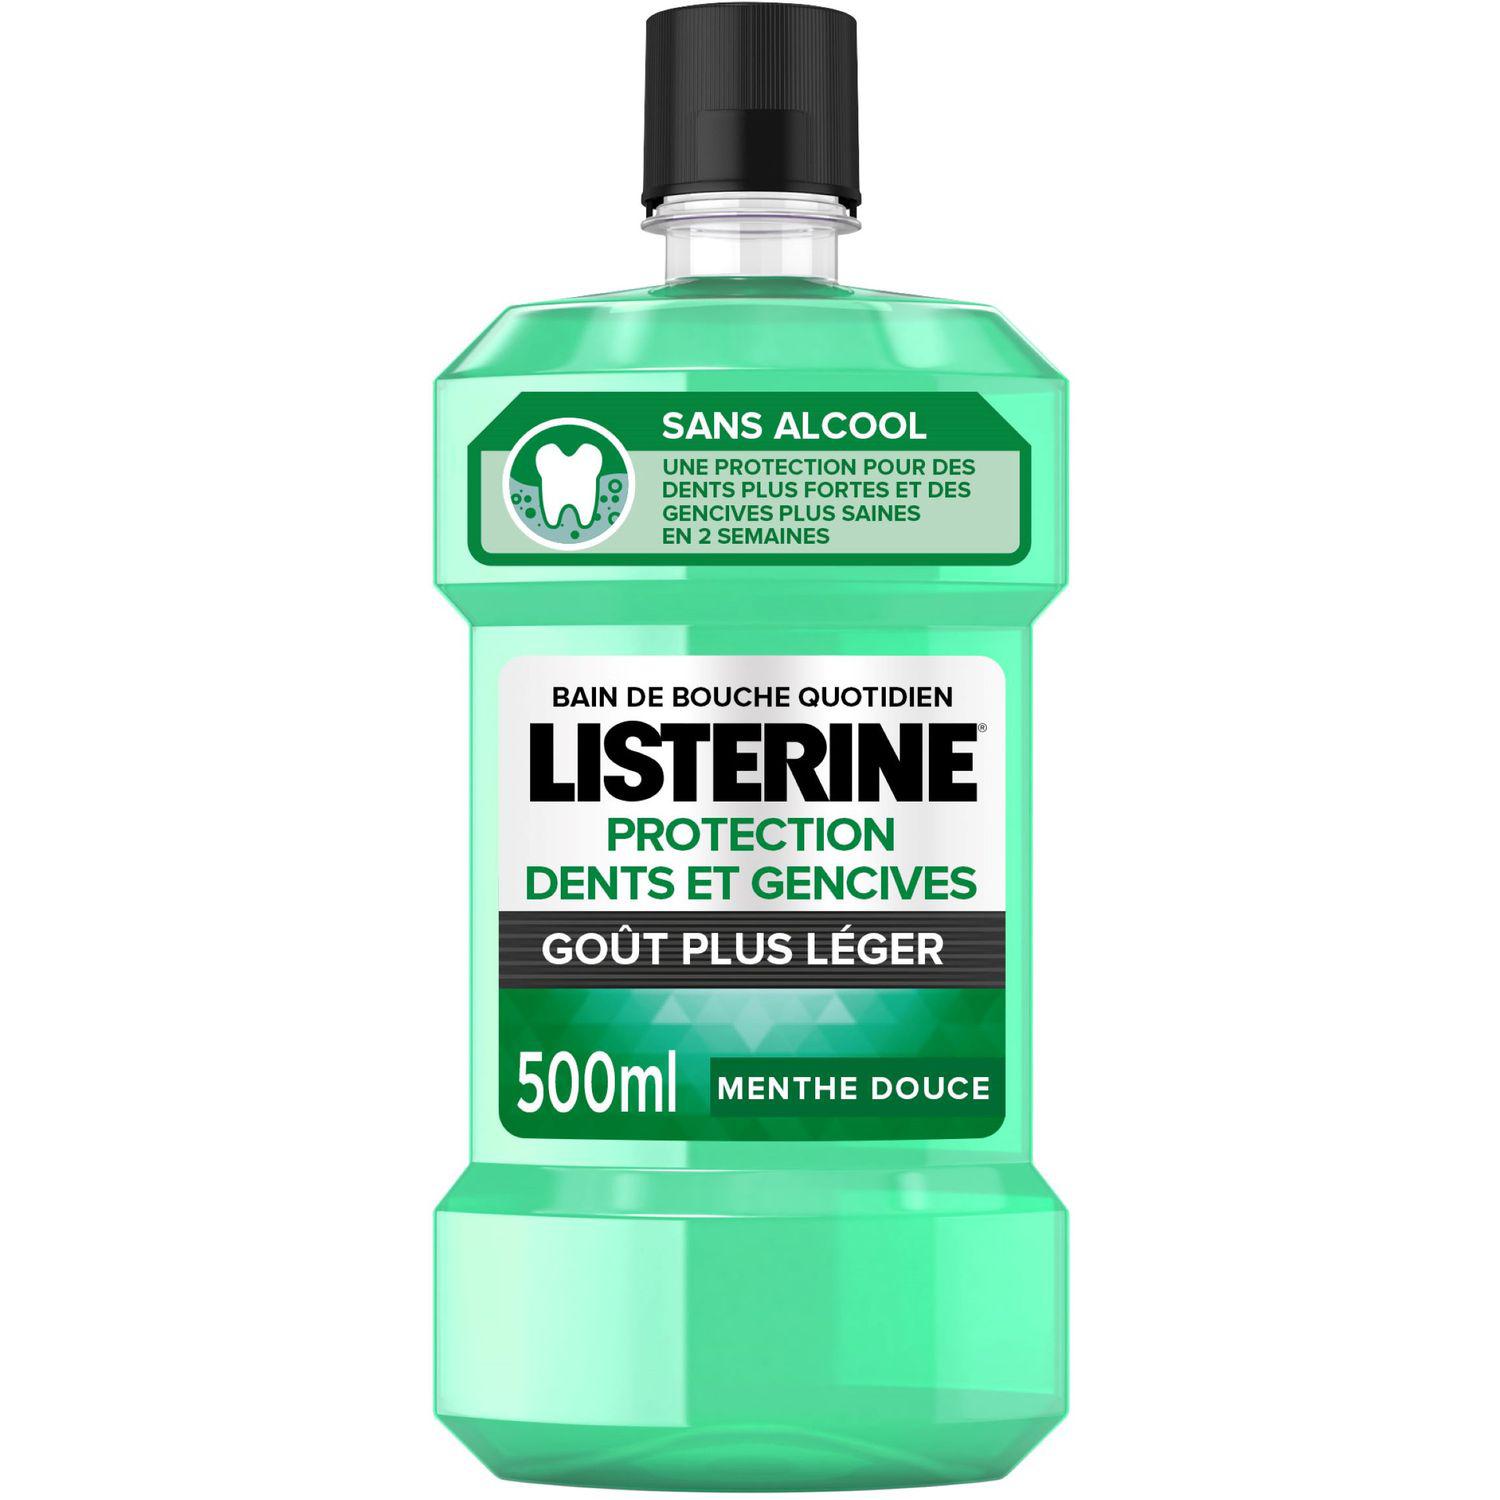 SANS ALCOOL
UNE PROTECTION POUR DES
DENTS PLUS FORTES ET DES
GENCIVES PLUS SAINES
EN 2 SEMAINES
BAIN DE BOUCHE QUOTIDIEN
LISTERINE®
PROTECTION
DENTS ET GENCIVES
GOÛT PLUS LÉGER
500ml
MENTHE DOUCE